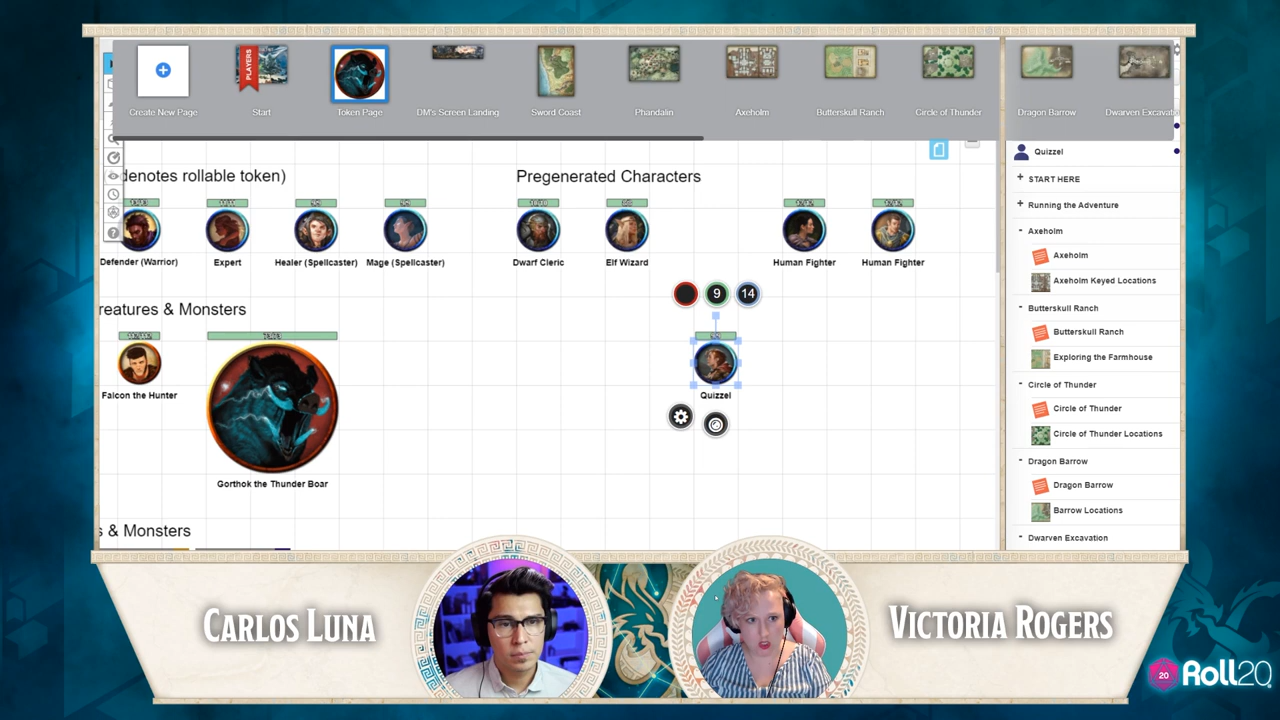 PLAYERS
Create New Page
Start
Token Page
DM's Screen Landing
Sword Coast
Phandalin
Axeholm
Butterskull Ranch
Circle of Thunder
Dragon Barrow
Dwarven Excavati
denotes rollable token)
Pregenerated Characters
Defender (Warrior)
Expert
Healer (Spellcaster)
Mage (Spellcaster)
Dwarf Cleric
Elf Wizard
Human Fighter
Human Fighter
9
14
reatures & Monsters
Falcon the Hunter
Gorthok the Thunder Boar
Quizzel
s & Monsters
Quizzel
+ START HERE
+ Running the Adventure
- Axeholm
Axeholm
Axeholm Keyed Locations
- Butterskull Ranch
Butterskull Ranch
Exploring the Farmhouse
- Circle of Thunder
Circle of Thunder
Circle of Thunder Locations
- Dragon Barrow
Dragon Barrow
Barrow Locations
- Dwarven Excavation
CARLOS LUNA
VICTORIA ROGERS
20
Roll20